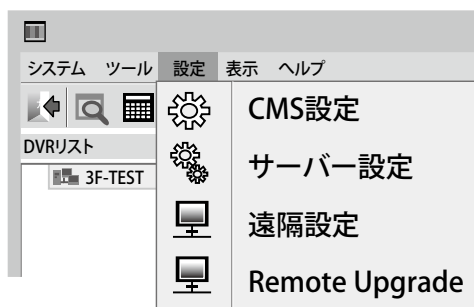 システム ツール 設定 表示 ヘルプ
CMS設定
DVRリスト
サーバー設定
3F-TEST
遠隔設定
Remote Upgrade